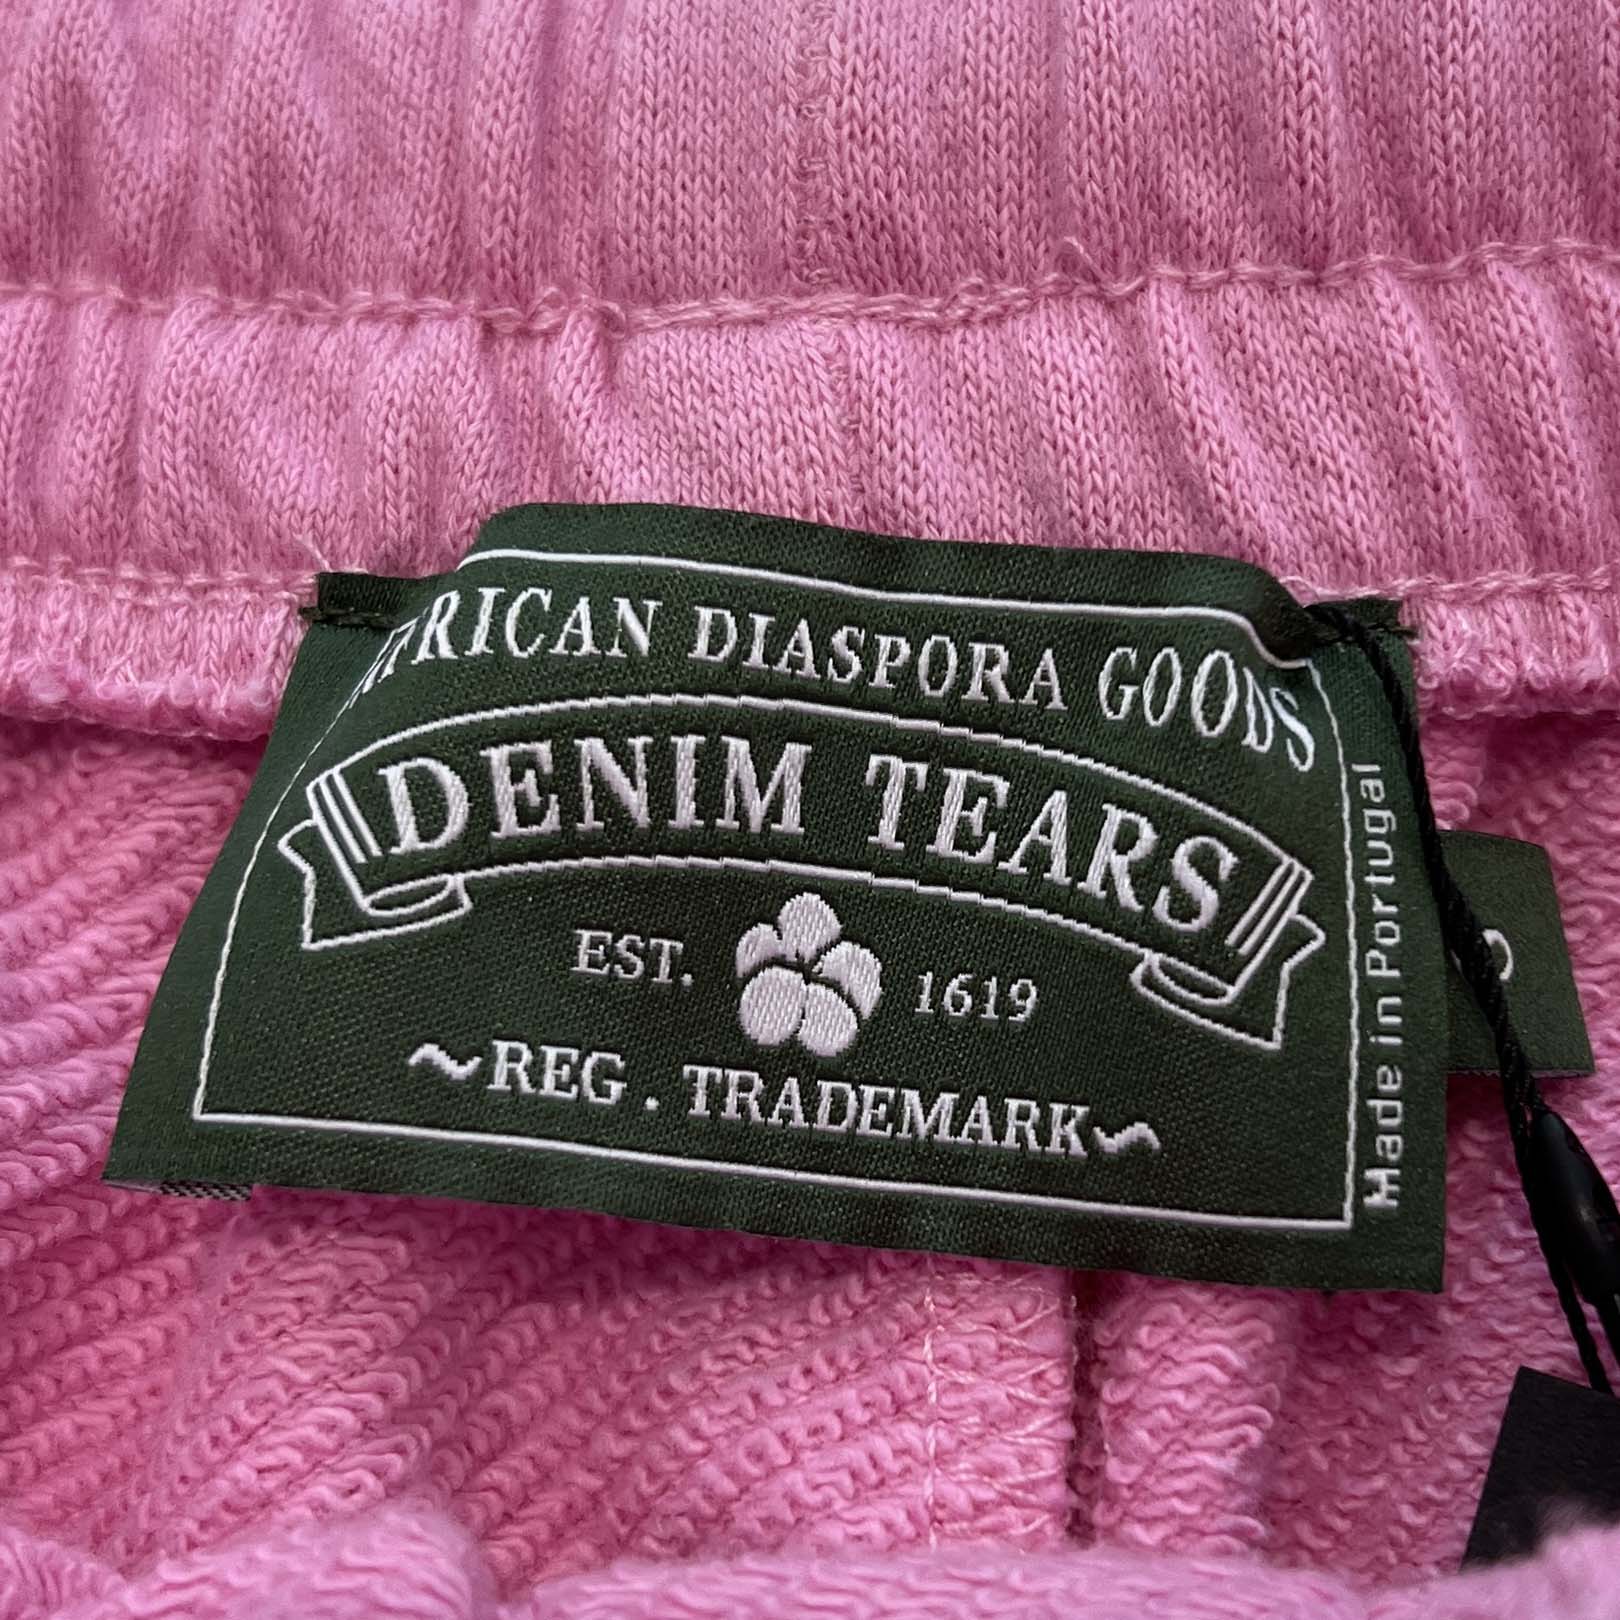 AFRICAN DIASPORA GOODS
DENIM TEARS
EST. 1619
~REG. TRADEMARK~
Made in Portugal